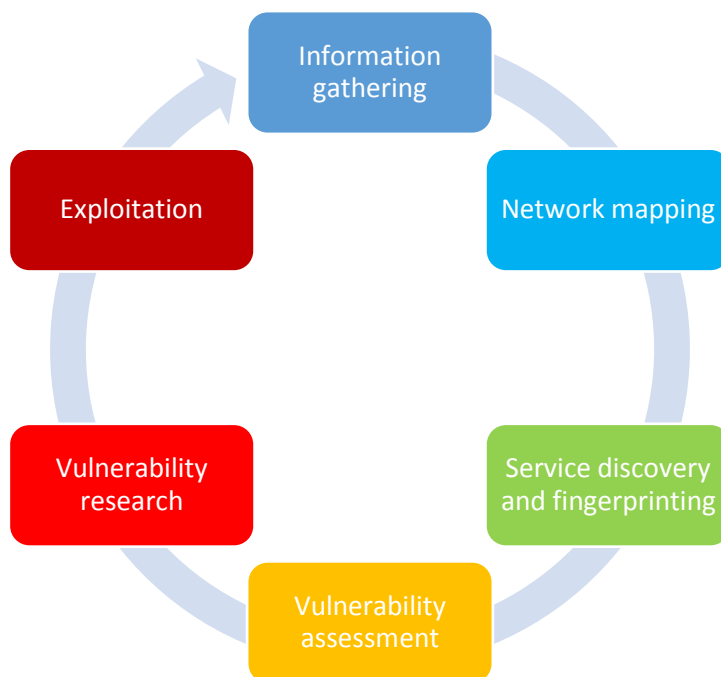 Information
gathering
Network mapping
Service discovery
and fingerprinting
Vulnerability
assessment
Vulnerability
research
Exploitation